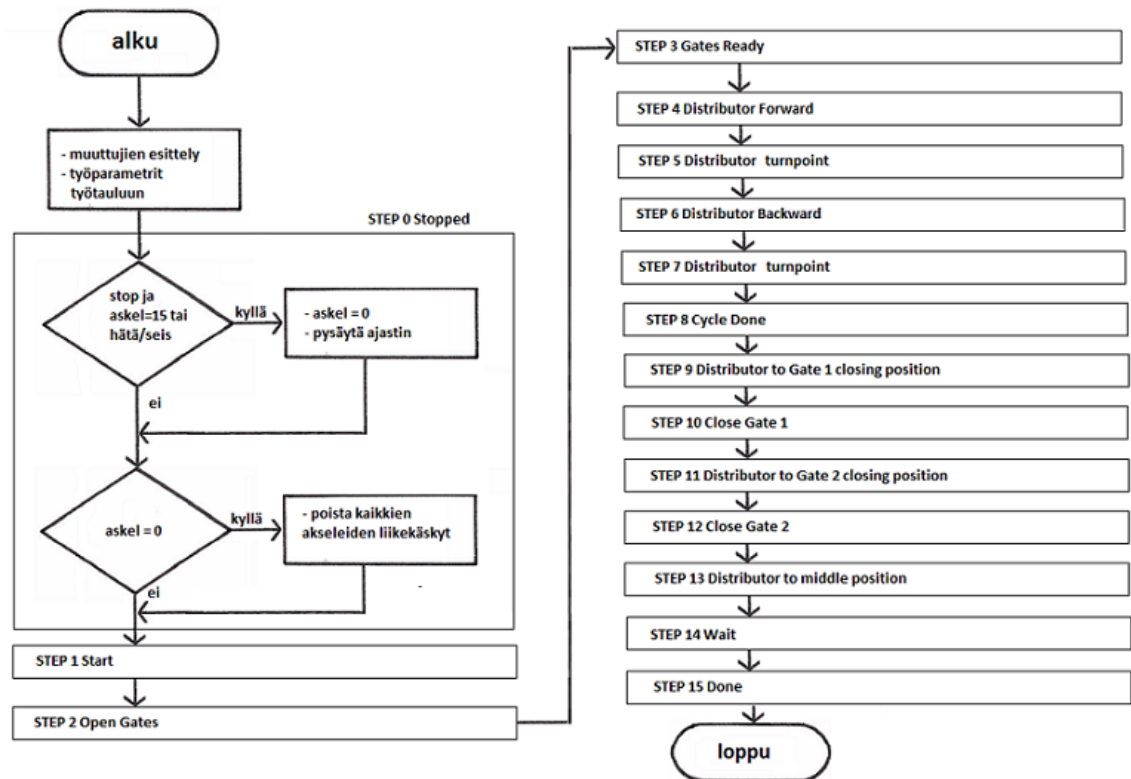 alku
- muuttujien esittely
- työparametrit
työtauluun
STEP 0 Stopped
stop ja
askel=15 tai
hätä/seis
kyllä
- askel = 0
- pysäytä ajastin
ei
askel = 0
kyllä
- poista kaikkien
akseleiden liikekäskyt
ei
STEP 1 Start
STEP 2 Open Gates
STEP 3 Gates Ready
STEP 4 Distributor Forward
STEP 5 Distributor turnpoint
STEP 6 Distributor Backward
STEP 7 Distributor turnpoint
STEP 8 Cycle Done
STEP 9 Distributor to Gate 1 closing position
STEP 10 Close Gate 1
STEP 11 Distributor to Gate 2 closing position
STEP 12 Close Gate 2
STEP 13 Distributor to middle position
STEP 14 Wait
STEP 15 Done
loppu